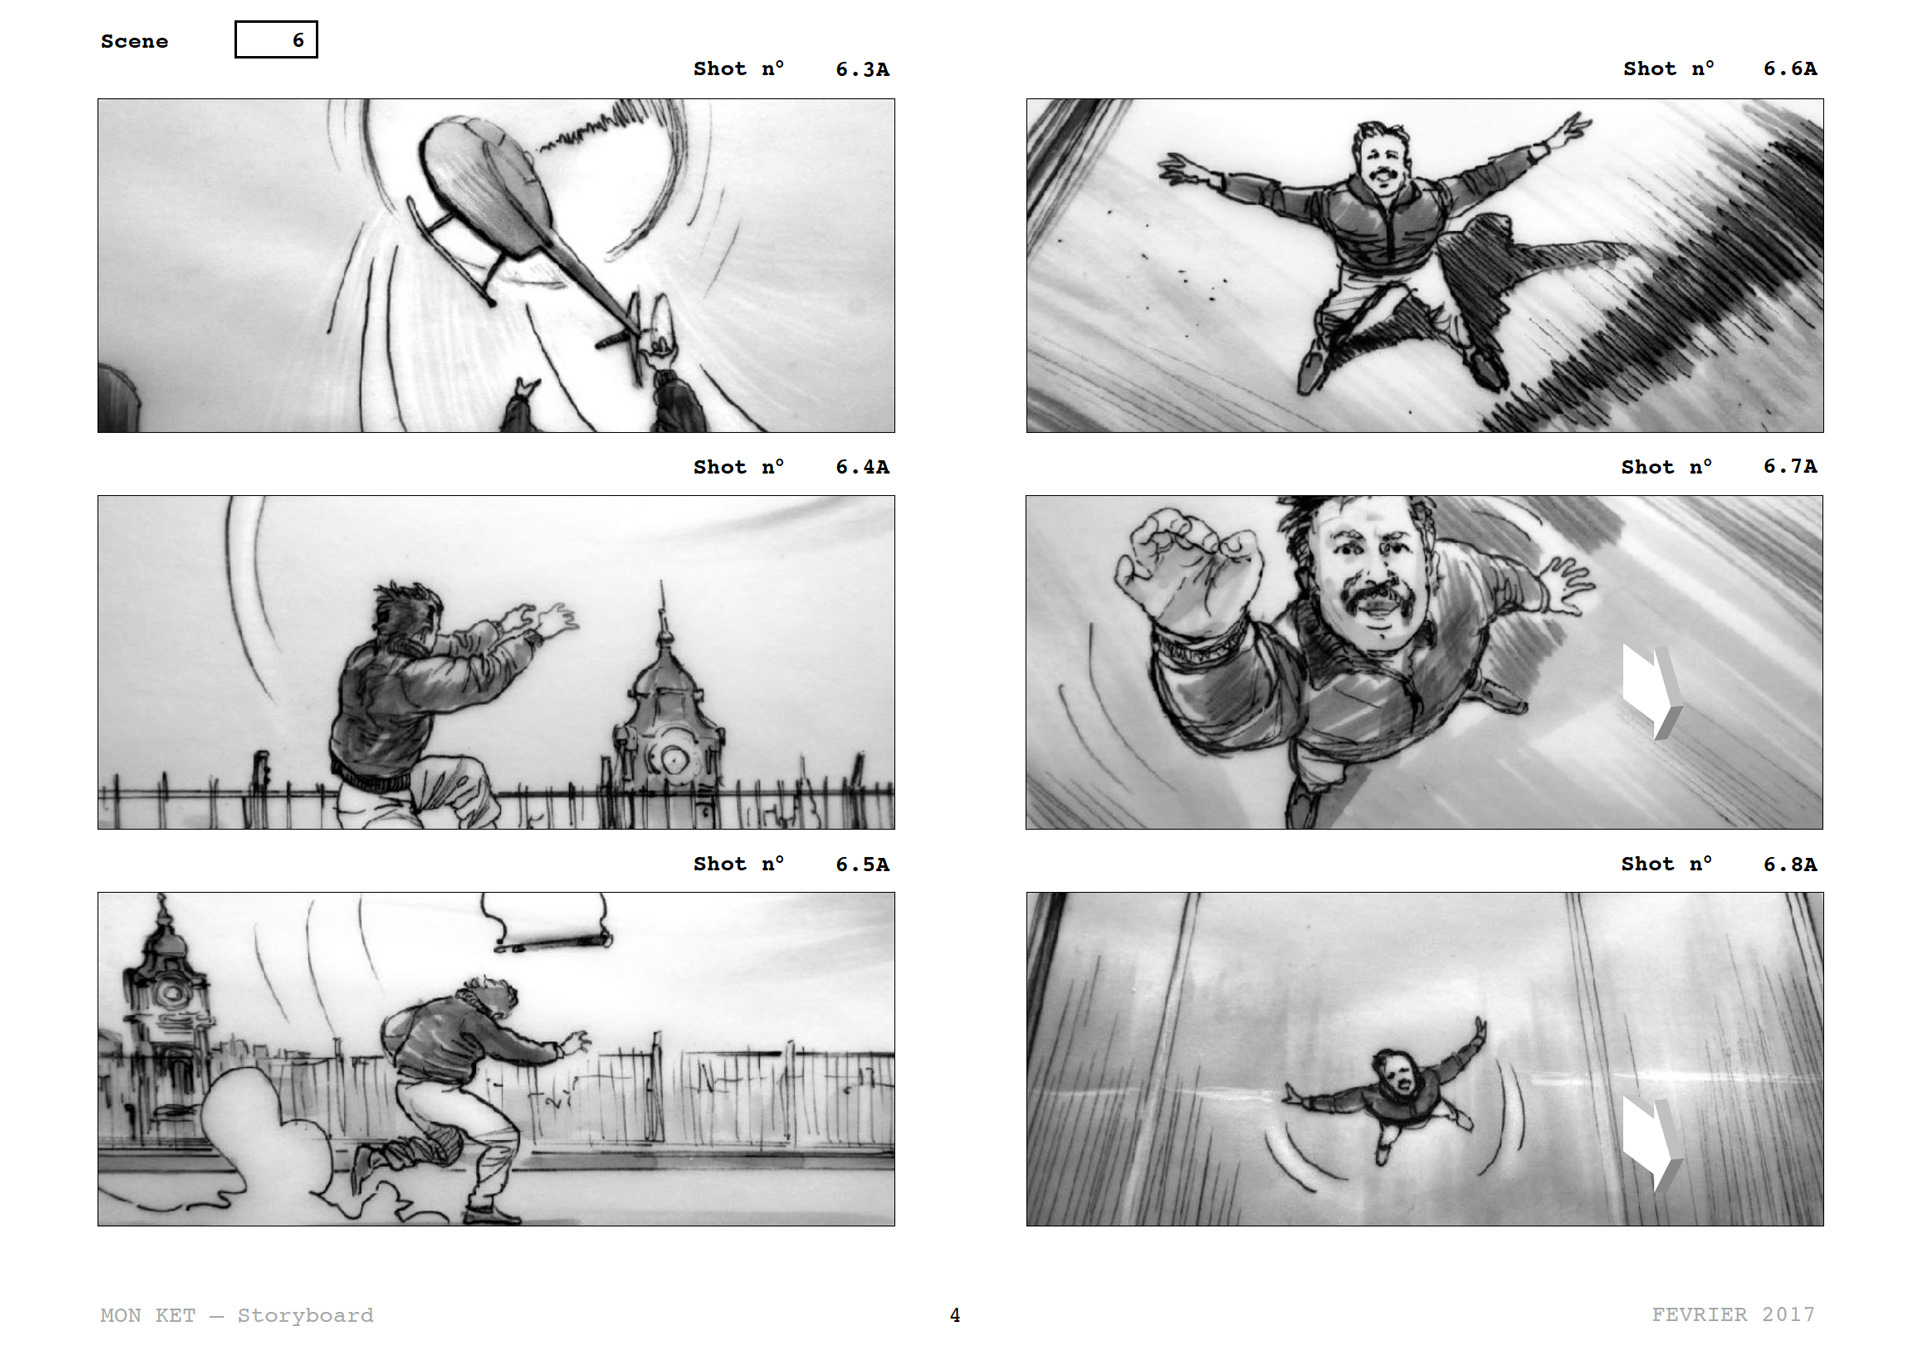 Scene 6
Shot n° 6.3A
Shot n° 6.4A
Shot n° 6.5A
Shot n° 6.6A
Shot n° 6.7A
Shot n° 6.8A
MON KET — Storyboard
4
FEVRIER 2017